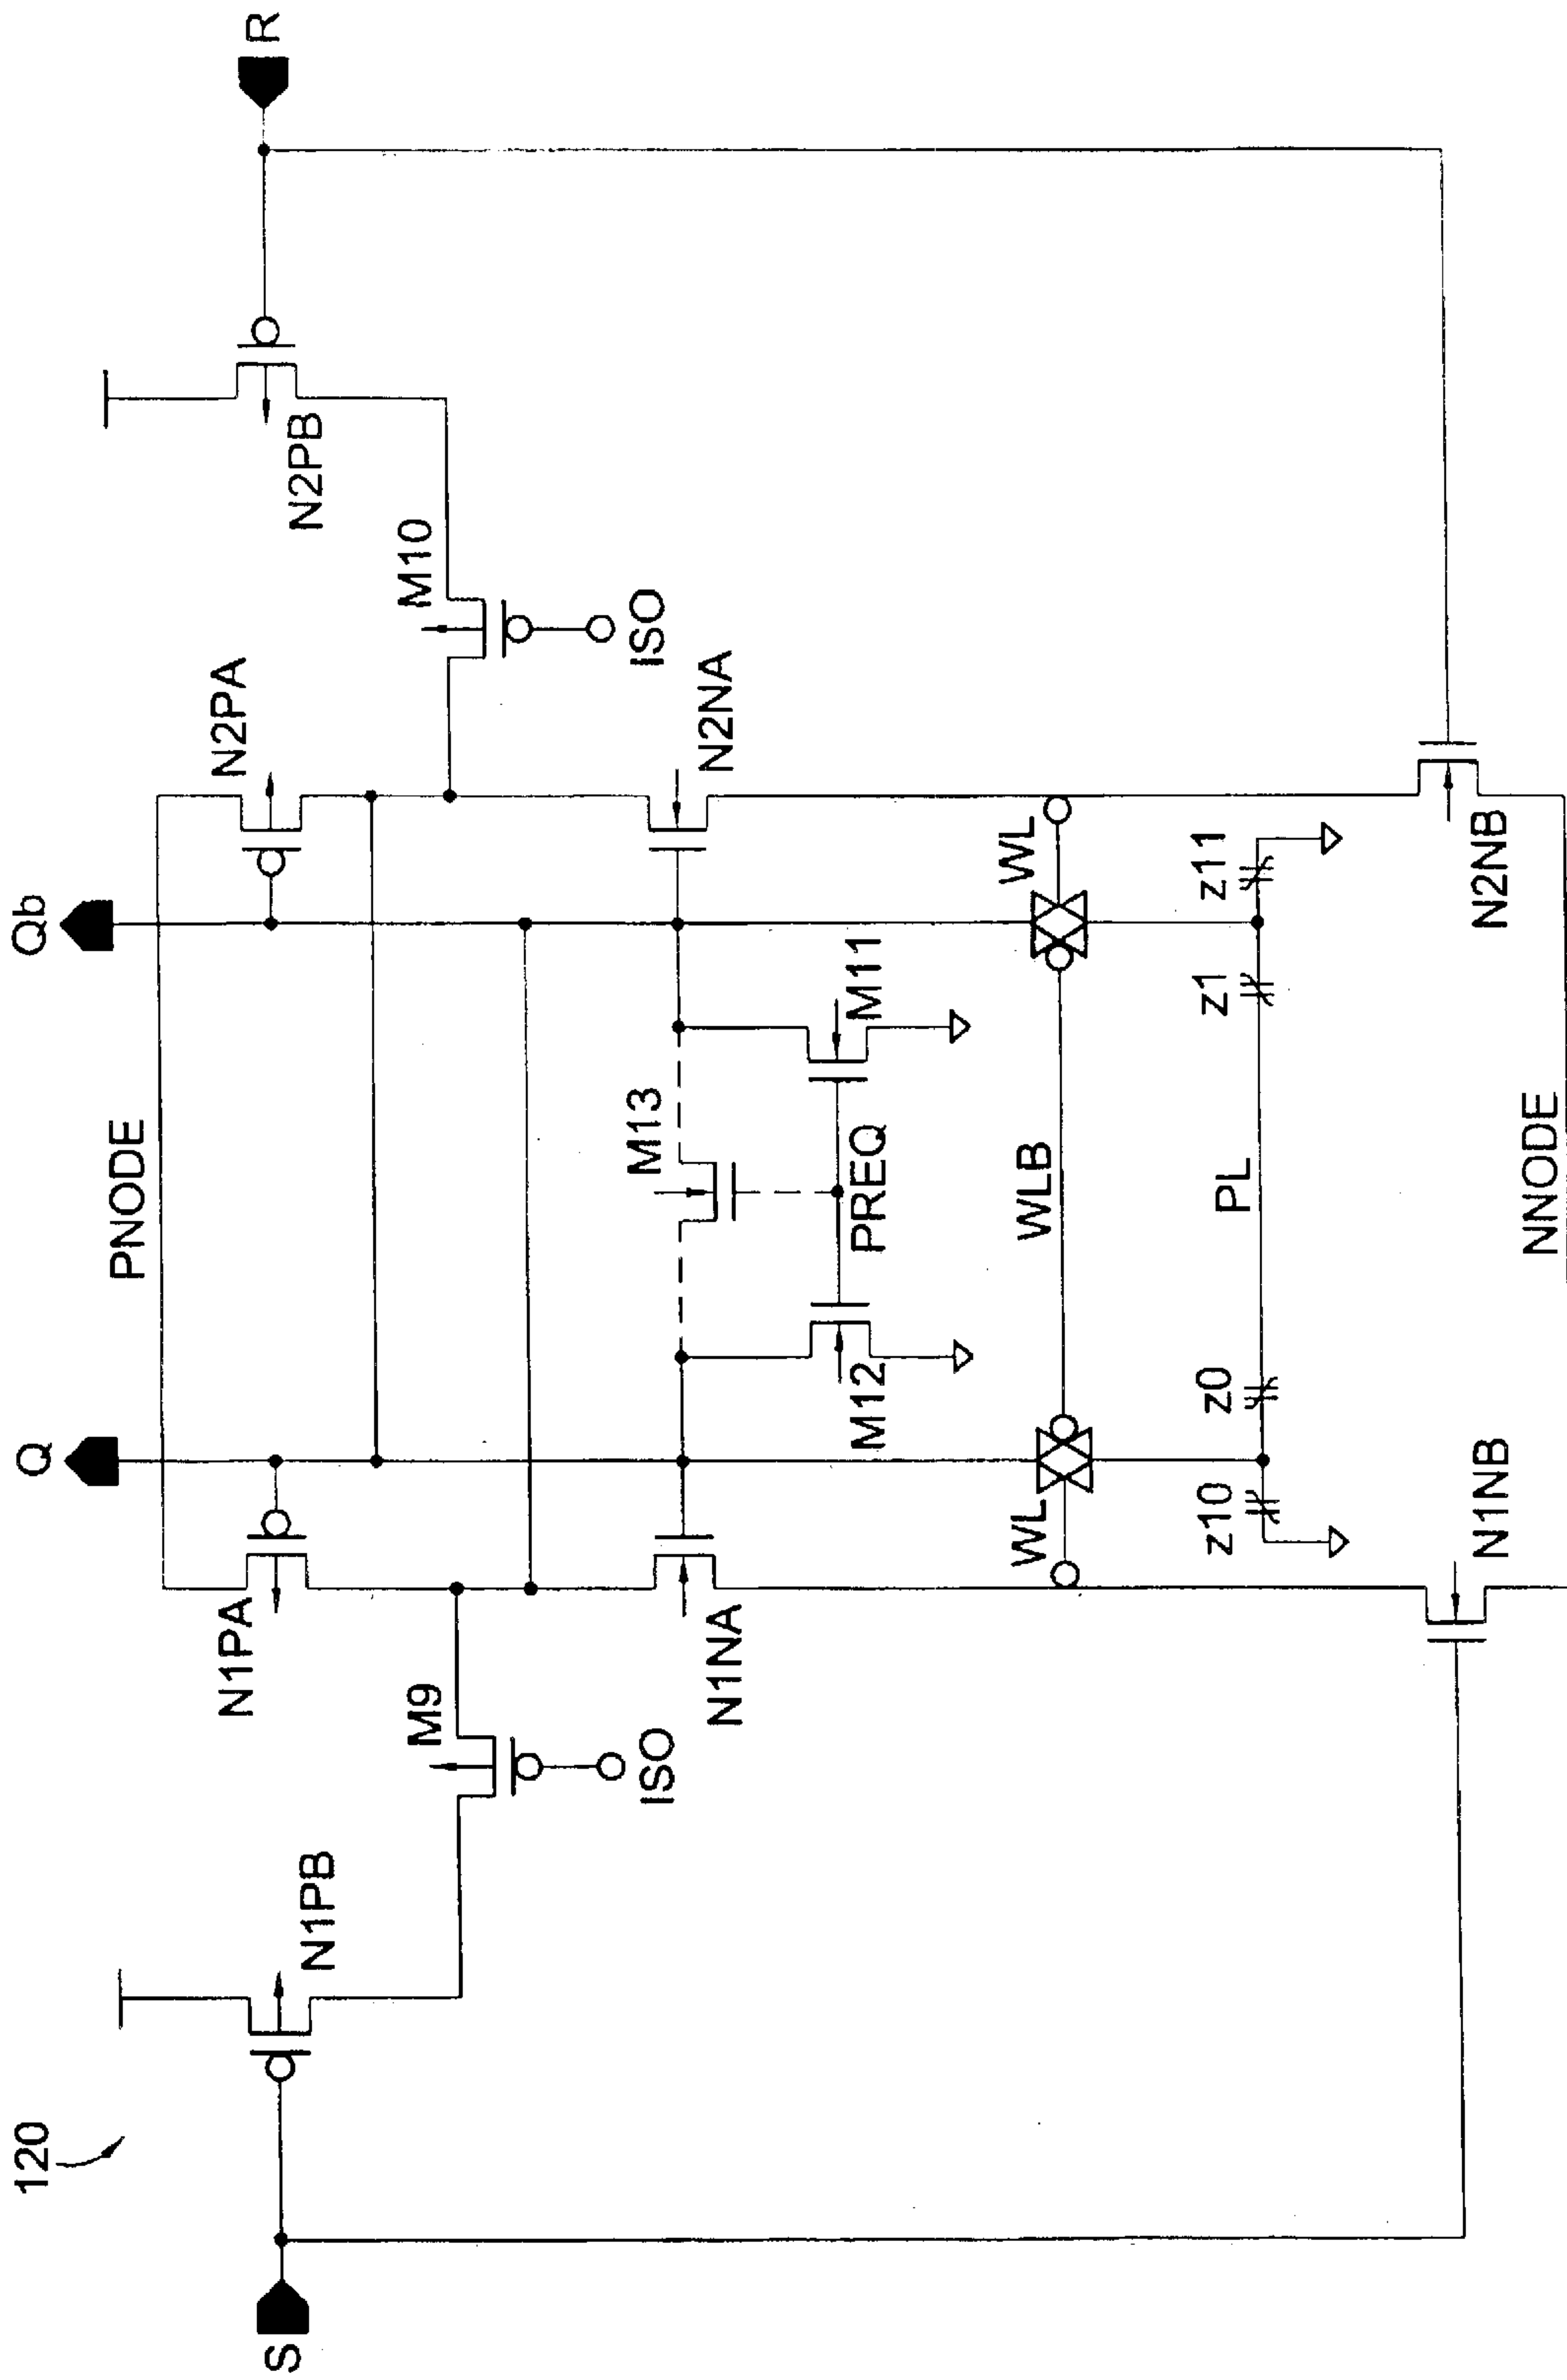 120
S
Q
Qb
R
PNODE
N1PB
N1PA
N2PA
N2PB
M9
M10
ISO
ISO
N1NA
M13
N2NA
M12
PREQ
M11
WL
WLB
WL
z10
z0
PL
z1
z11
N1NB
NNODE
N2NB